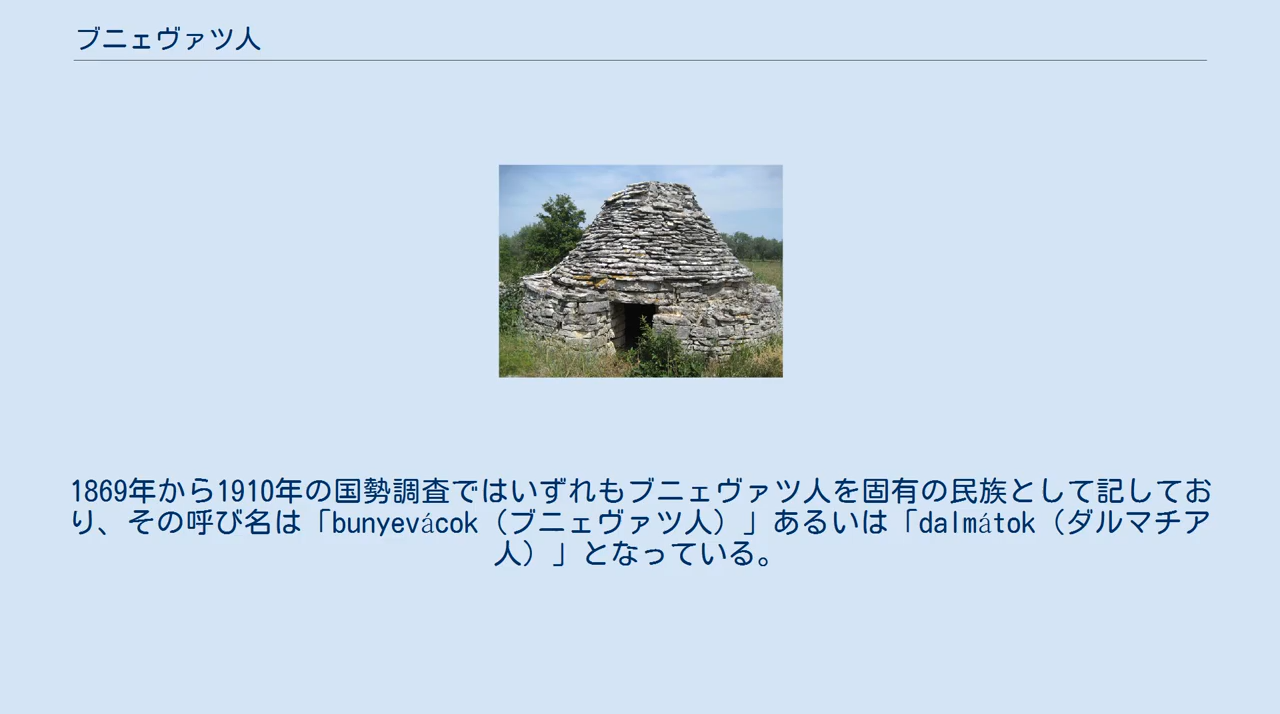 ブニェヴァツ人
1869年から1910年の国勢調査ではいずれもブニェヴァツ人を固有の民族として記してお
り、その呼び名は「bunyevácok（ブニェヴァツ人）」あるいは「dalmátok（ダルマチア
人）」となっている。